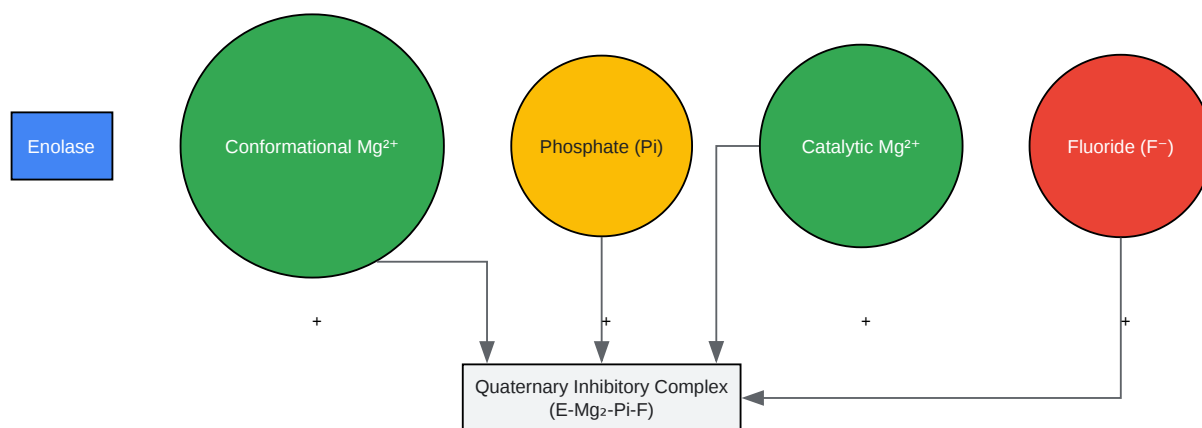 Enolase
Conformational Mg²⁺
Phosphate (Pi)
Catalytic Mg²⁺
Fluoride (F⁻)
+
+
+
+
Quaternary Inhibitory Complex
(E-Mg₂-Pi-F)